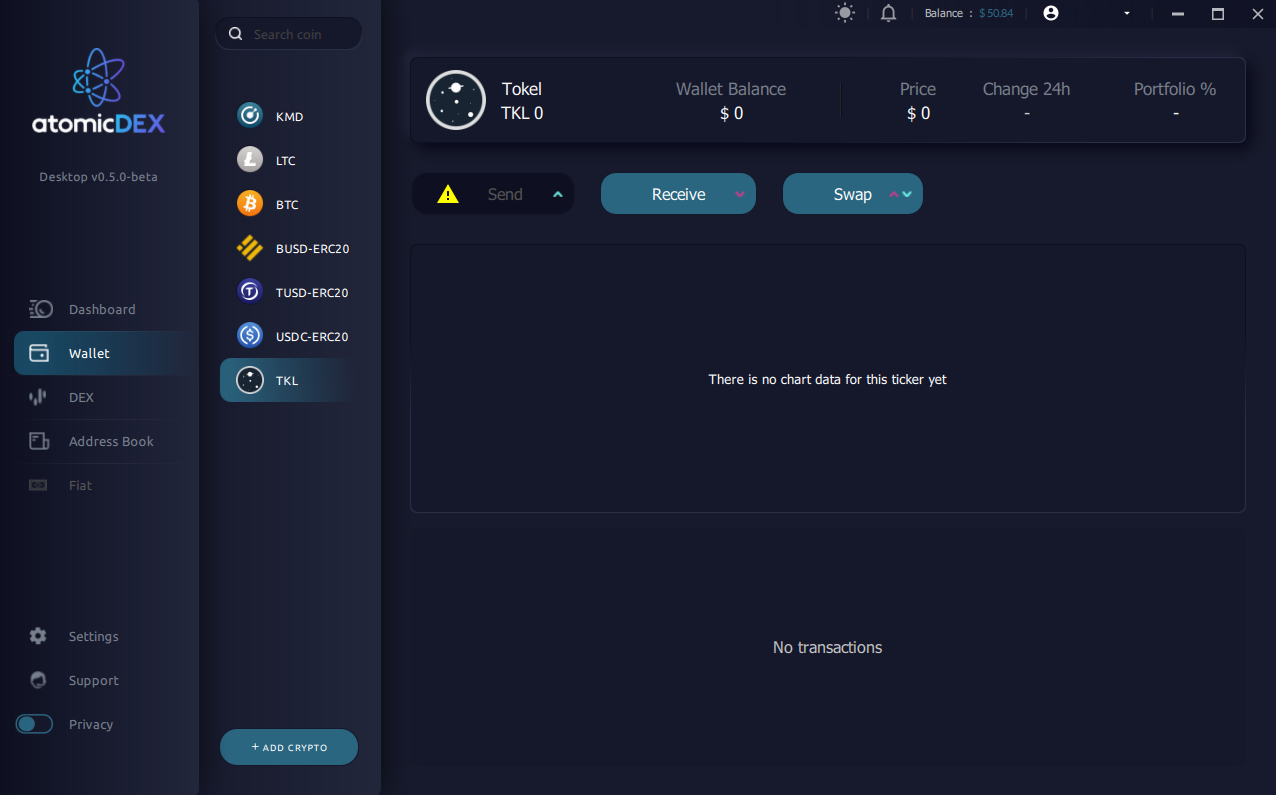 atomicDEX
Desktop v0.5.0-beta
Dashboard
Wallet
DEX
Address Book
Fiat
Settings
Support
Privacy
Search coin
KMD
LTC
BTC
BUSD-ERC20
TUSD-ERC20
USDC-ERC20
TKL
+ ADD CRYPTO
Balance : $ 50.84
Tokel
TKL 0
Wallet Balance
$ 0
Price
$ 0
Change 24h
-
Portfolio %
-
Send
Receive
Swap
There is no chart data for this ticker yet
No transactions